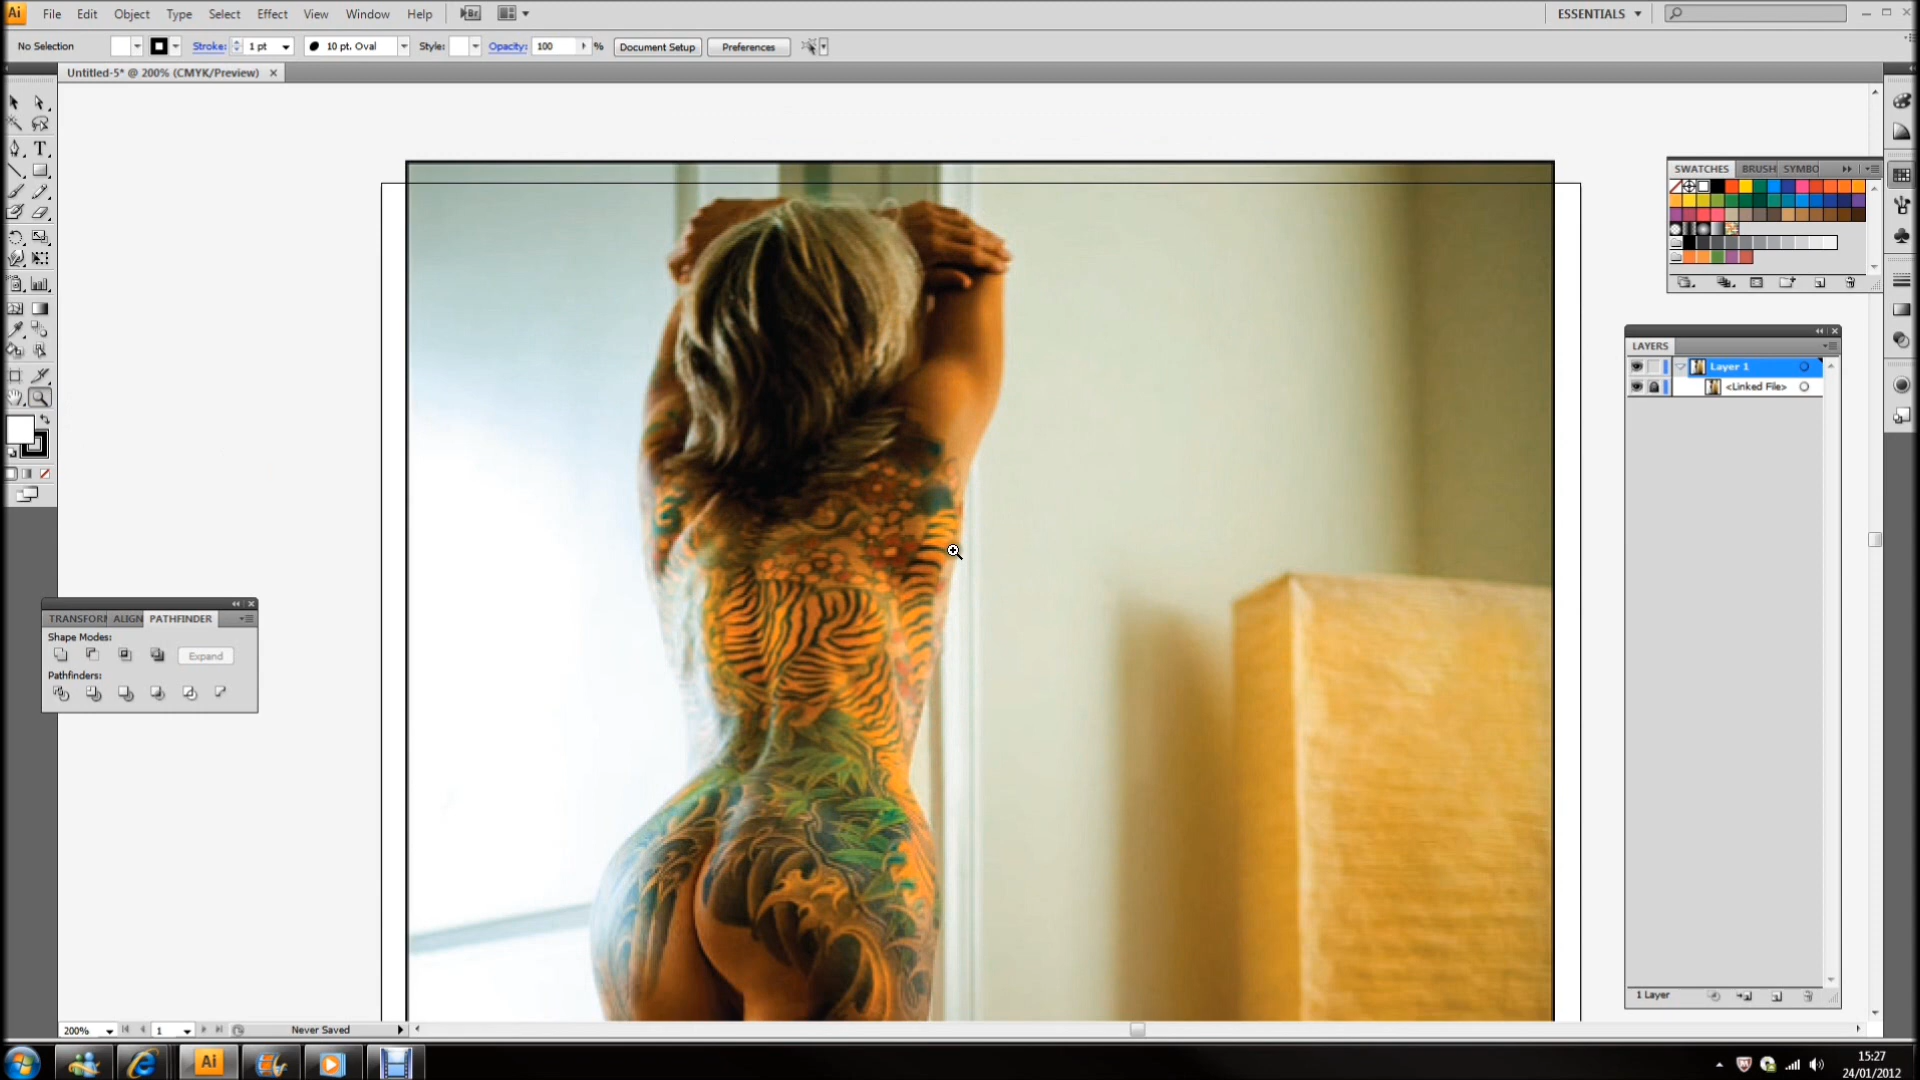 Ai File Edit Object Type Select Effect View Window Help Br ESSENTIALS
No Selection Stroke: 1 pt 10 pt. Oval Style: Opacity: 100 % Document Setup Preferences
Untitled-5* @ 200% (CMYK/Preview)
SWATCHES BRUSH SYMBO
LAYERS
Layer 1
<Linked File>
TRANSFORM ALIGN PATHFINDER
Shape Modes:
Expand
Pathfinders:
1 Layer
200% 1 Never Saved
Ai
15:27
24/01/2012